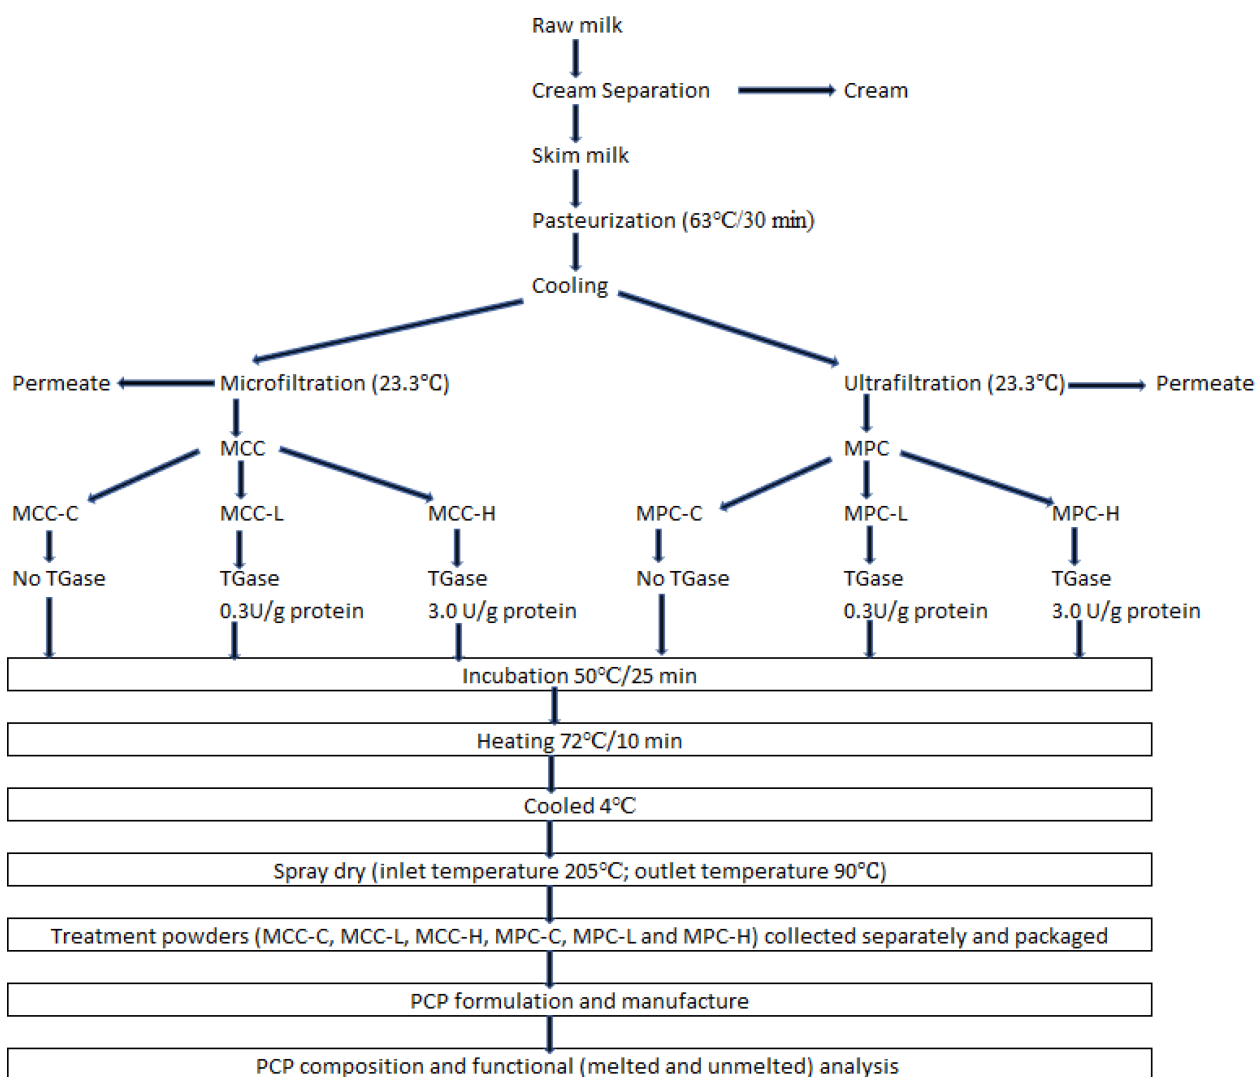 Raw milk
Cream Separation
Cream
Skim milk
Pasteurization (63°C/30 min)
Cooling
Permeate
Microfiltration (23.3°C)
Ultrafiltration (23.3°C)
Permeate
MCC
MPC
MCC-C
MCC-L
MCC-H
MPC-C
MPC-L
MPC-H
No TGase
TGase
TGase
No TGase
TGase
TGase
0.3U/g protein
3.0 U/g protein
0.3U/g protein
3.0 U/g protein
Incubation 50°C/25 min
Heating 72°C/10 min
Cooled 4°C
Spray dry (inlet temperature 205°C; outlet temperature 90°C)
Treatment powders (MCC-C, MCC-L, MCC-H, MPC-C, MPC-L and MPC-H) collected separately and packaged
PCP formulation and manufacture
PCP composition and functional (melted and unmelted) analysis